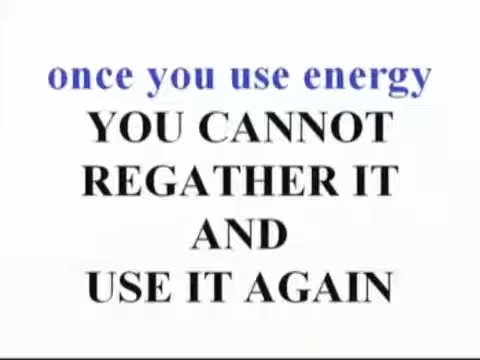 once you use energy
YOU CANNOT
REGATHER IT
AND
USE IT AGAIN